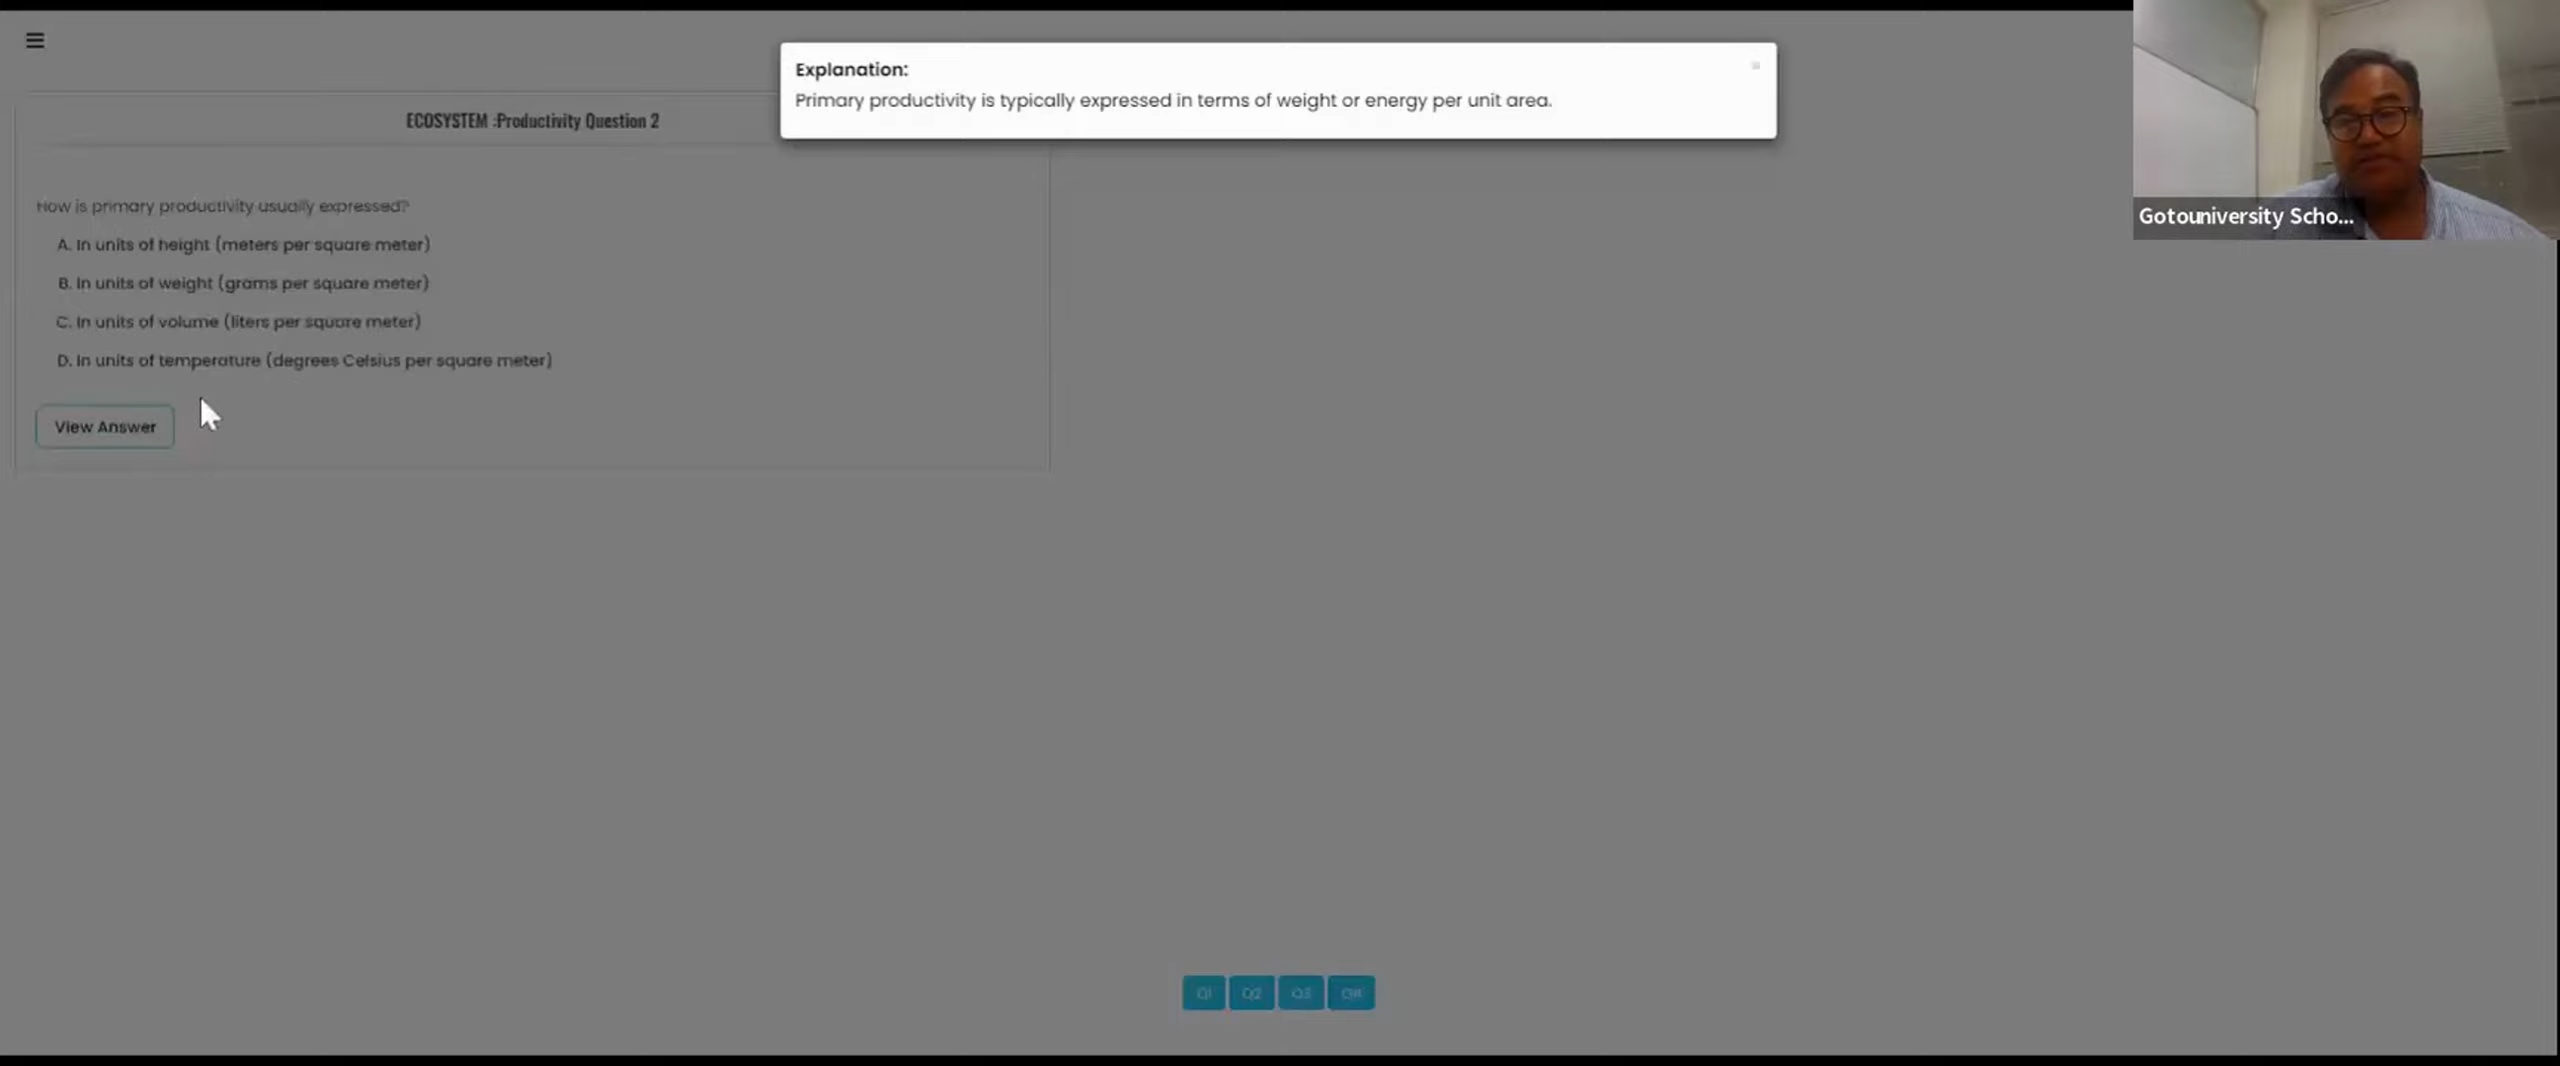 Explanation:
Primary productivity is typically expressed in terms of weight or energy per unit area.
ECOSYSTEM :Productivity Question 2
How is primary productivity usually expressed?
A. In units of height (meters per square meter)
B. In units of weight (grams per square meter)
C. In units of volume (liters per square meter)
D. In units of temperature (degrees Celsius per square meter)
View Answer
Gotouniversity Scho...
Q1 Q2 Q3